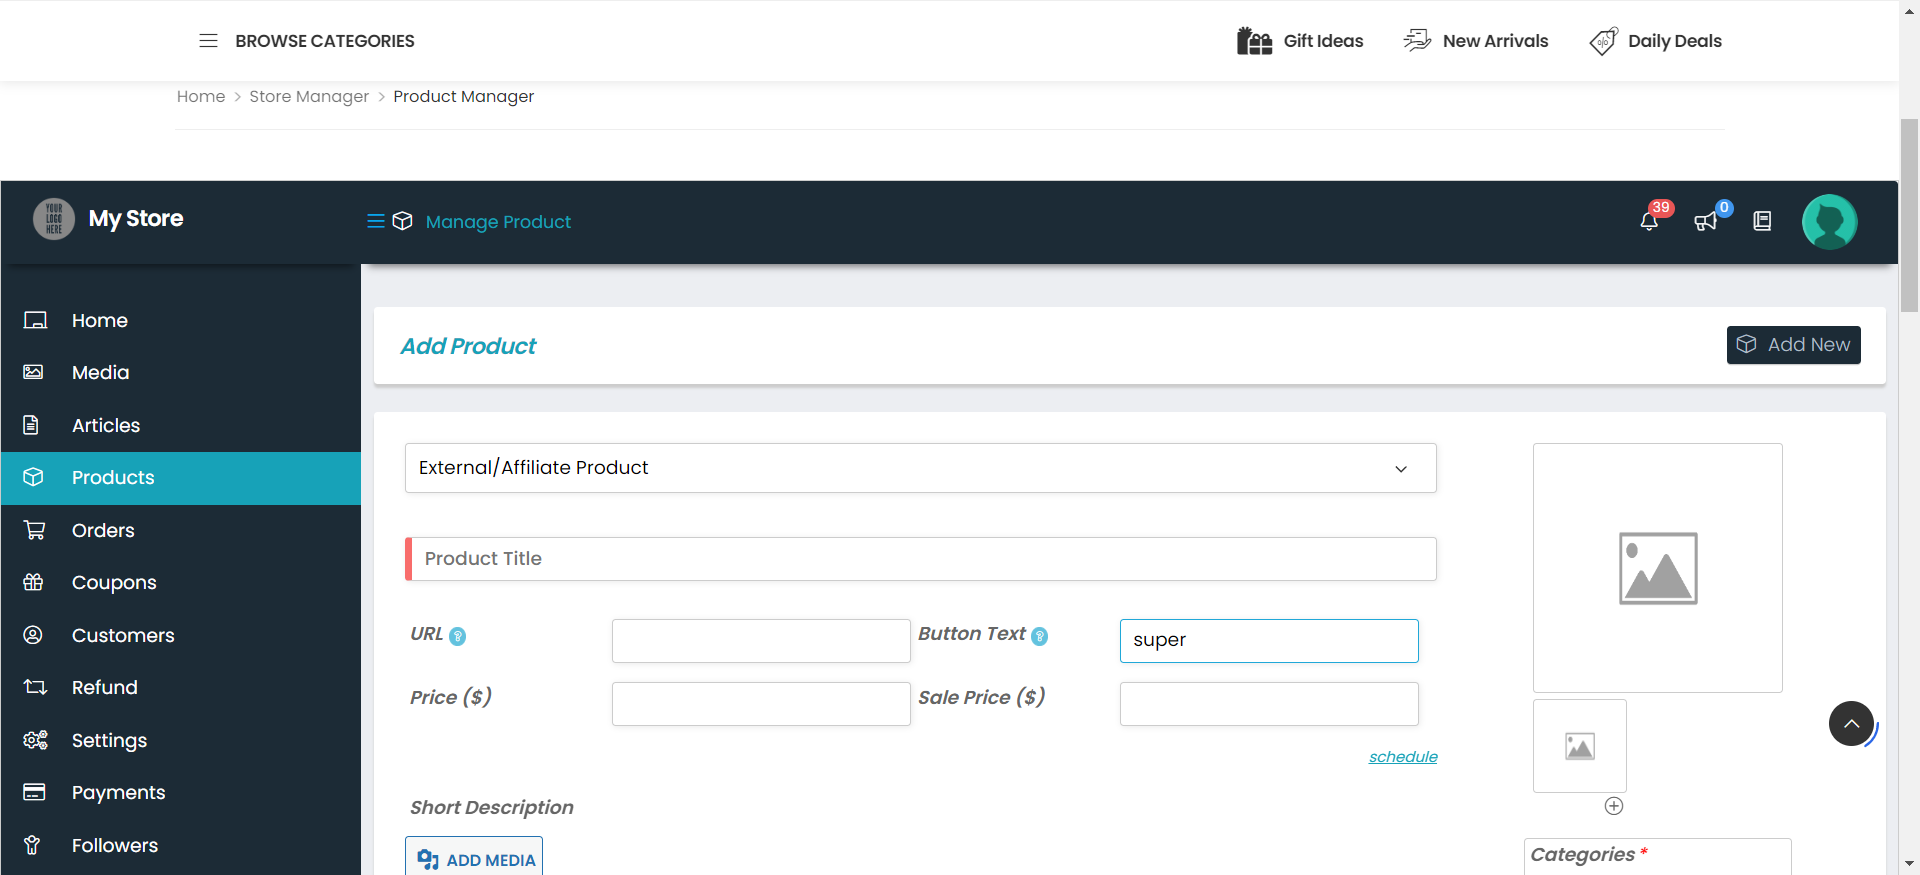 BROWSE CATEGORIES
Gift Ideas
New Arrivals
Daily Deals
Home > Store Manager > Product Manager
YOUR
LOGO
HERE
My Store
Manage Product
39
0
Home
Media
Articles
Products
Orders
Coupons
Customers
Refund
Settings
Payments
Followers
Add Product
Add New
External/Affiliate Product
Product Title
URL ?
Button Text ?
super
Price ($)
Sale Price ($)
schedule
Short Description
ADD MEDIA
Categories *